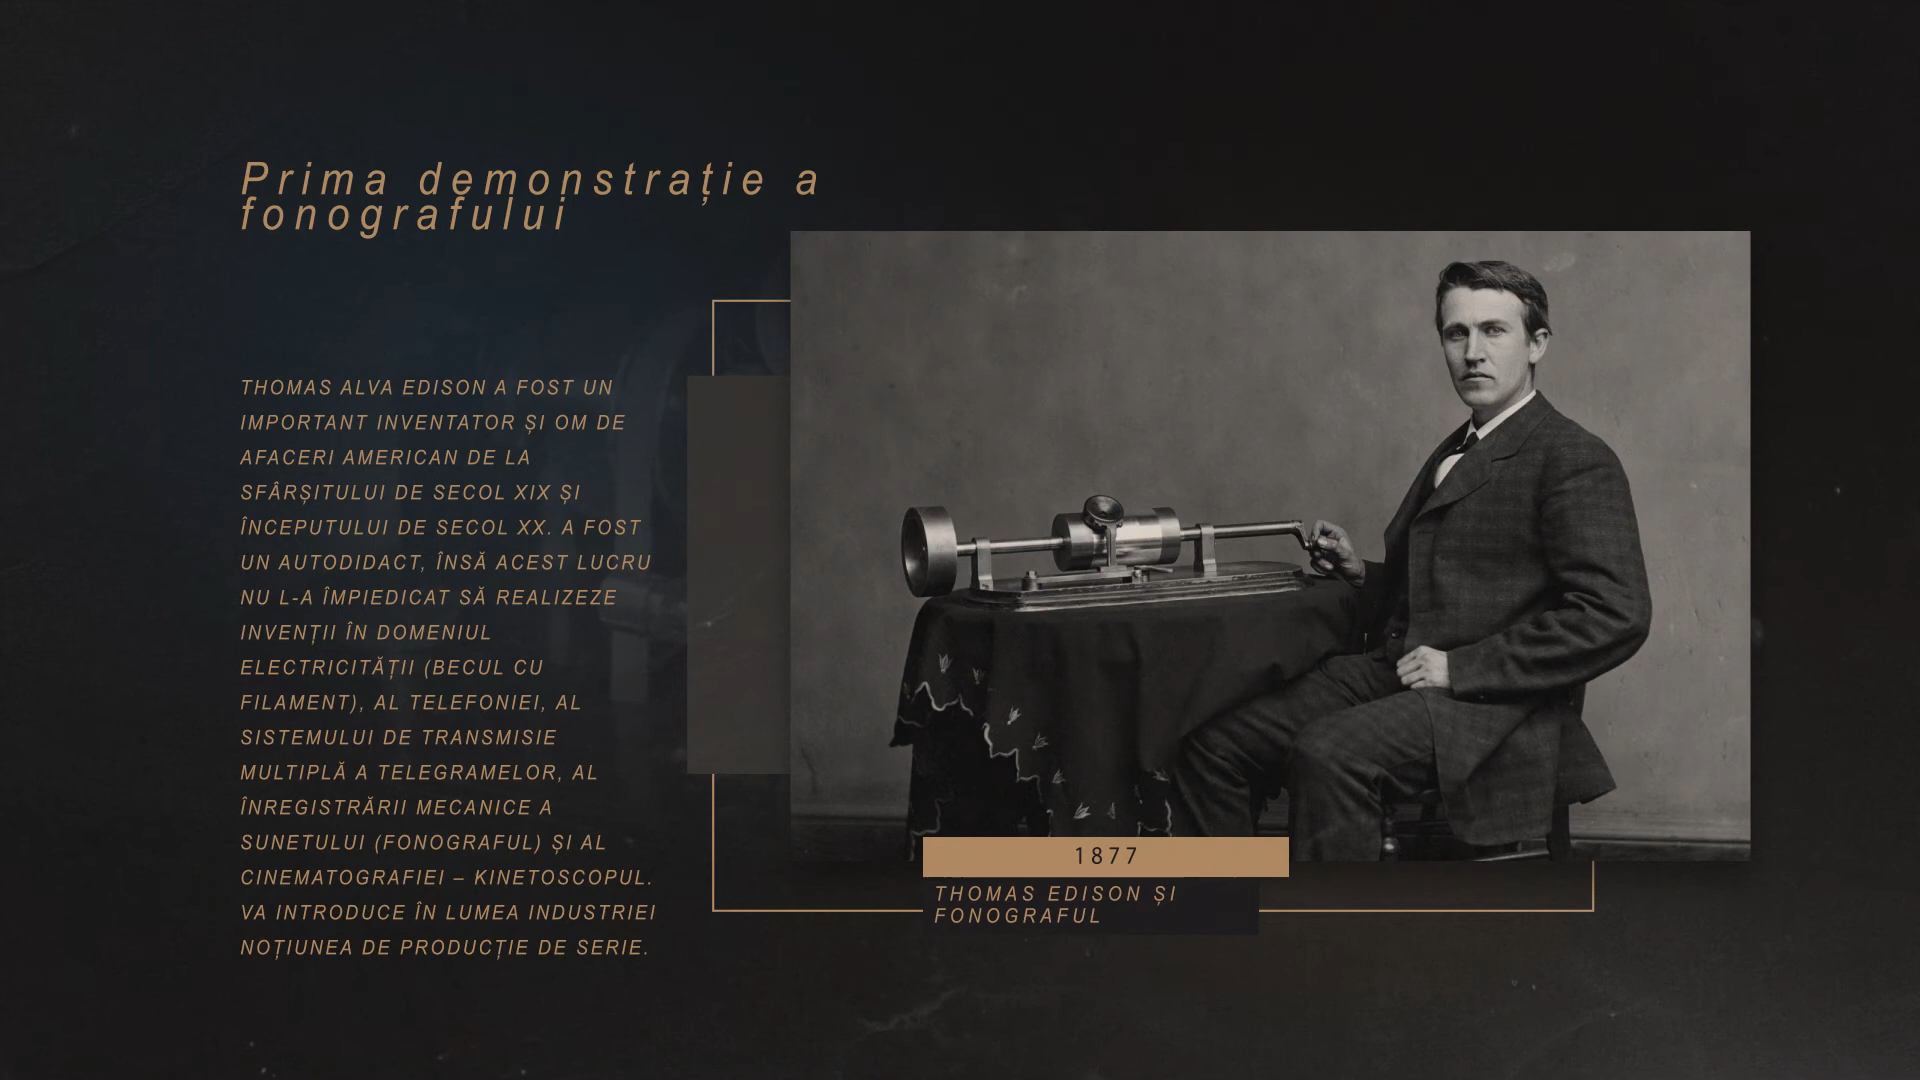 Prima demonstrație a
fonografului
THOMAS ALVA EDISON A FOST UN
IMPORTANT INVENTATOR ȘI OM DE
AFACERI AMERICAN DE LA
SFÂRȘITULUI DE SECOL XIX ȘI
ÎNCEPUTULUI DE SECOL XX. A FOST
UN AUTODIDACT, ÎNSĂ ACEST LUCRU
NU L-A ÎMPIEDICAT SĂ REALIZEZE
INVENȚII ÎN DOMENIUL
ELECTRICITĂȚII (BECUL CU
FILAMENT), AL TELEFONIEI, AL
SISTEMULUI DE TRANSMISIE
MULTIPLĂ A TELEGRAMELOR, AL
ÎNREGISTRĂRII MECANICE A
SUNETULUI (FONOGRAFUL) ȘI AL
CINEMATOGRAFIEI – KINETOSCOPUL.
VA INTRODUCE ÎN LUMEA INDUSTRIEI
NOȚIUNEA DE PRODUCȚIE DE SERIE.
1877
THOMAS EDISON ȘI
FONOGRAFUL